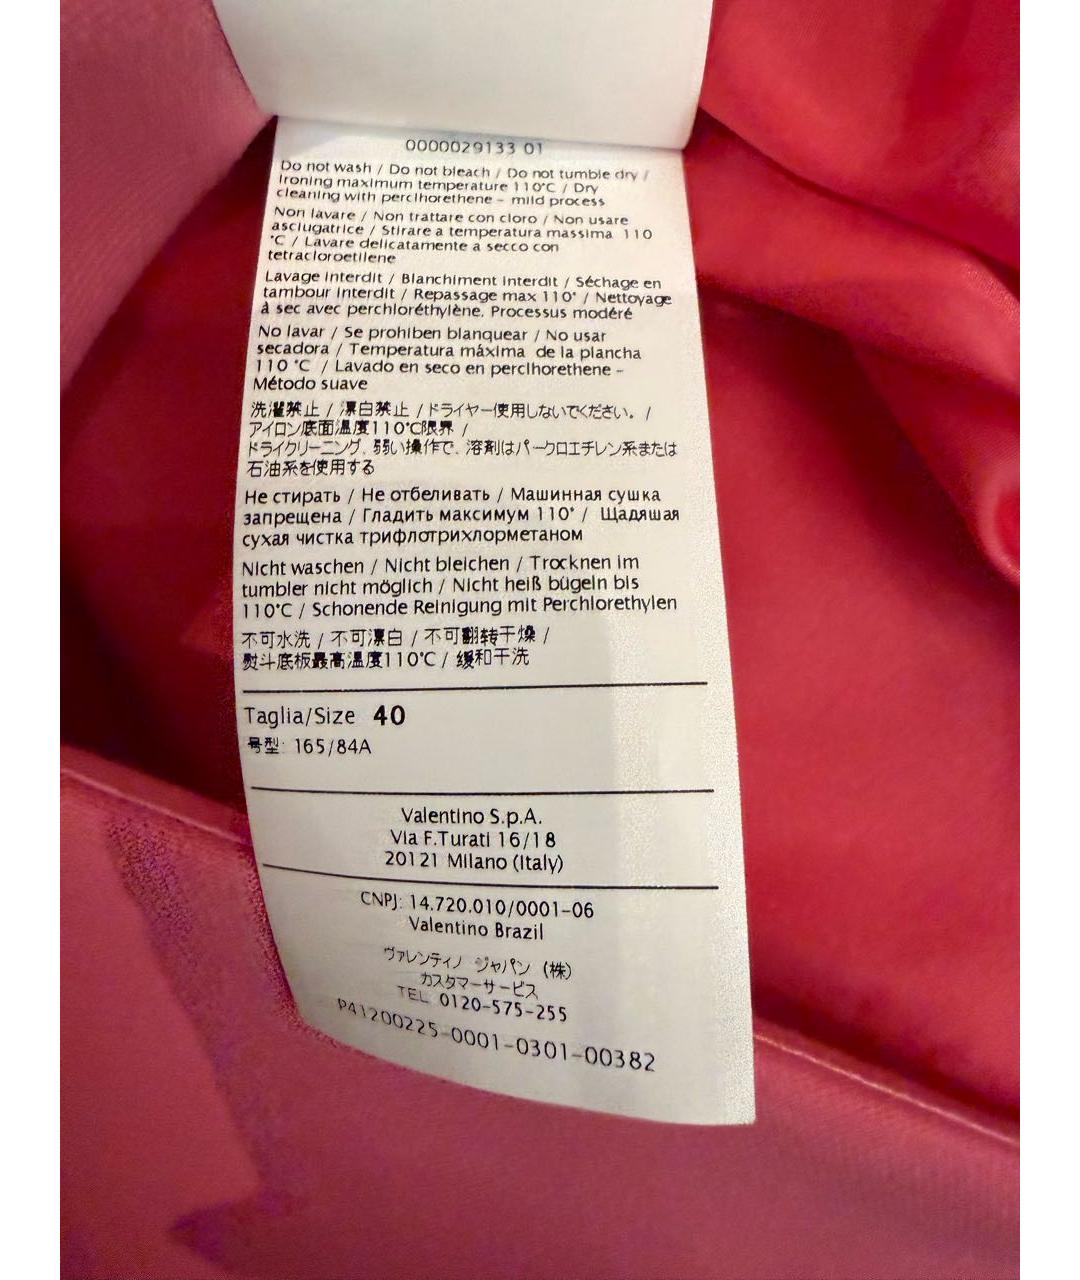 0000029133 01
Do not wash / Do not bleach / Do not tumble dry /
Ironing maximum temperature 110°C / Dry
cleaning with perclhorethene - mild process
Non lavare / Non trattare con cloro / Non usare
asciugatrice / Stirare a temperatura massima 110
°C / Lavare delicatamente a secco con
tetracloroetilene
Lavage interdit / Blanchiment interdit / Séchage en
tambour interdit / Repassage max 110° / Nettoyage
à sec avec perchloréthylène. Processus modéré
No lavar / Se prohiben blanquear / No usar
secadora / Temperatura máxima de la plancha
110 °C / Lavado en seco en perclhorethene -
Método suave
洗濯禁止 / 漂白禁止 / ドライヤー使用しないでください。 /
アイロン底面温度110℃限界 /
ドライクリーニング、弱い操作で、溶剤はパークロエチレン系または
石油系を使用する
Не стирать / Не отбеливать / Машинная сушка
запрещена / Гладить максимум 110° / Щадяшая
сухая чистка трифлотрихлорметаном
Nicht waschen / Nicht bleichen / Trocknen im
tumbler nicht möglich / Nicht heiß bügeln bis
110°C / Schonende Reinigung mit Perchlorethylen
不可水洗 / 不可漂白 / 不可翻转干燥 /
熨斗底板最高温度110℃ / 缓和干洗
Taglia/Size 40
号型: 165/84A
Valentino S.p.A.
Via F.Turati 16/18
20121 Milano (Italy)
CNPJ: 14.720.010/0001-06
Valentino Brazil
ヴァレンティノ ジャパン (株)
カスタマーサービス
TEL 0120-575-255
P41200225-0001-0301-00382